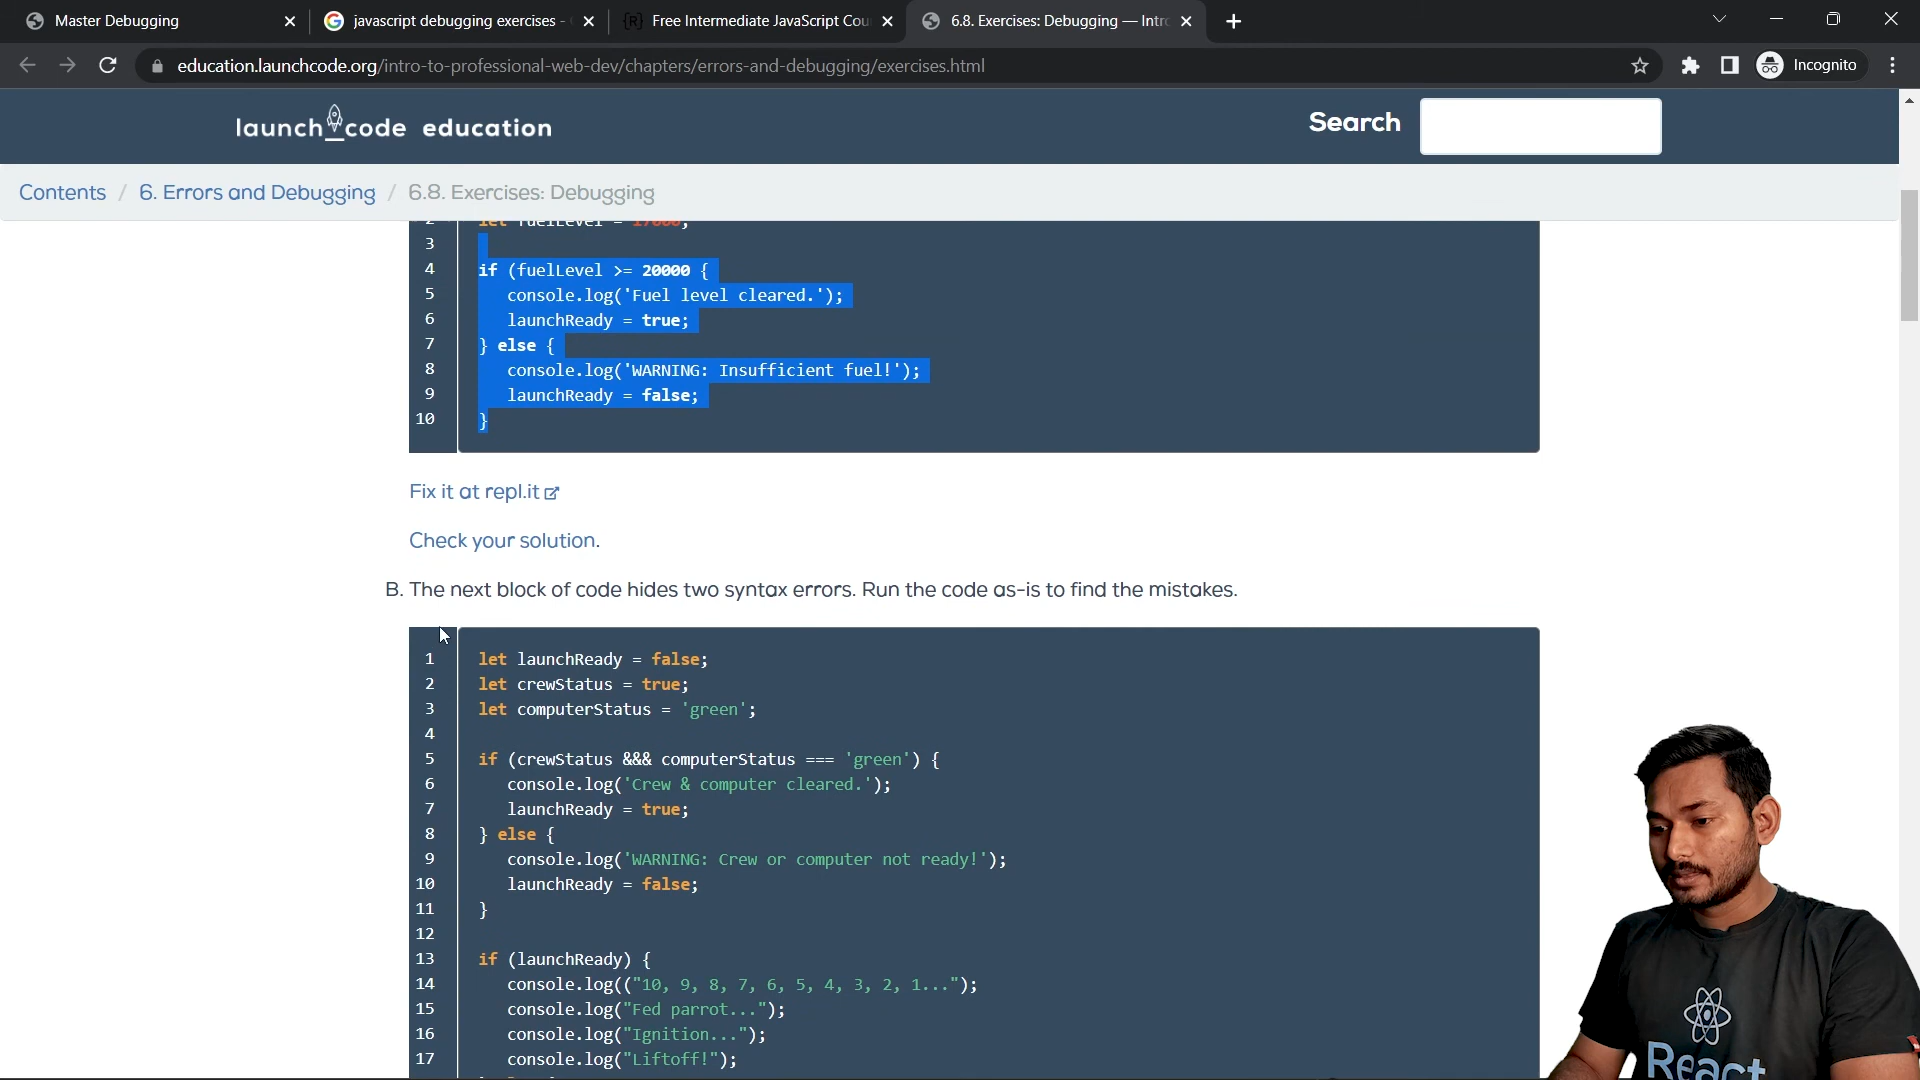 Master Debugging
javascript debugging exercises -
{R} Free Intermediate JavaScript Cou
6.8. Exercises: Debugging — Intr
education.launchcode.org/intro-to-professional-web-dev/chapters/errors-and-debugging/exercises.html
Incognito
launch_code education
Search
Contents / 6. Errors and Debugging / 6.8. Exercises: Debugging
2 let fuelLevel = 17000;
3
4 if (fuelLevel >= 20000 {
5 console.log('Fuel level cleared.');
6 launchReady = true;
7 } else {
8 console.log('WARNING: Insufficient fuel!');
9 launchReady = false;
10 }
Fix it at repl.it
Check your solution.
B. The next block of code hides two syntax errors. Run the code as-is to find the mistakes.
1 let launchReady = false;
2 let crewStatus = true;
3 let computerStatus = 'green';
4
5 if (crewStatus &&& computerStatus === 'green') {
6 console.log('Crew & computer cleared.');
7 launchReady = true;
8 } else {
9 console.log('WARNING: Crew or computer not ready!');
10 launchReady = false;
11 }
12
13 if (launchReady) {
14 console.log(("10, 9, 8, 7, 6, 5, 4, 3, 2, 1...");
15 console.log("Fed parrot...");
16 console.log("Ignition...");
17 console.log("Liftoff!");
React